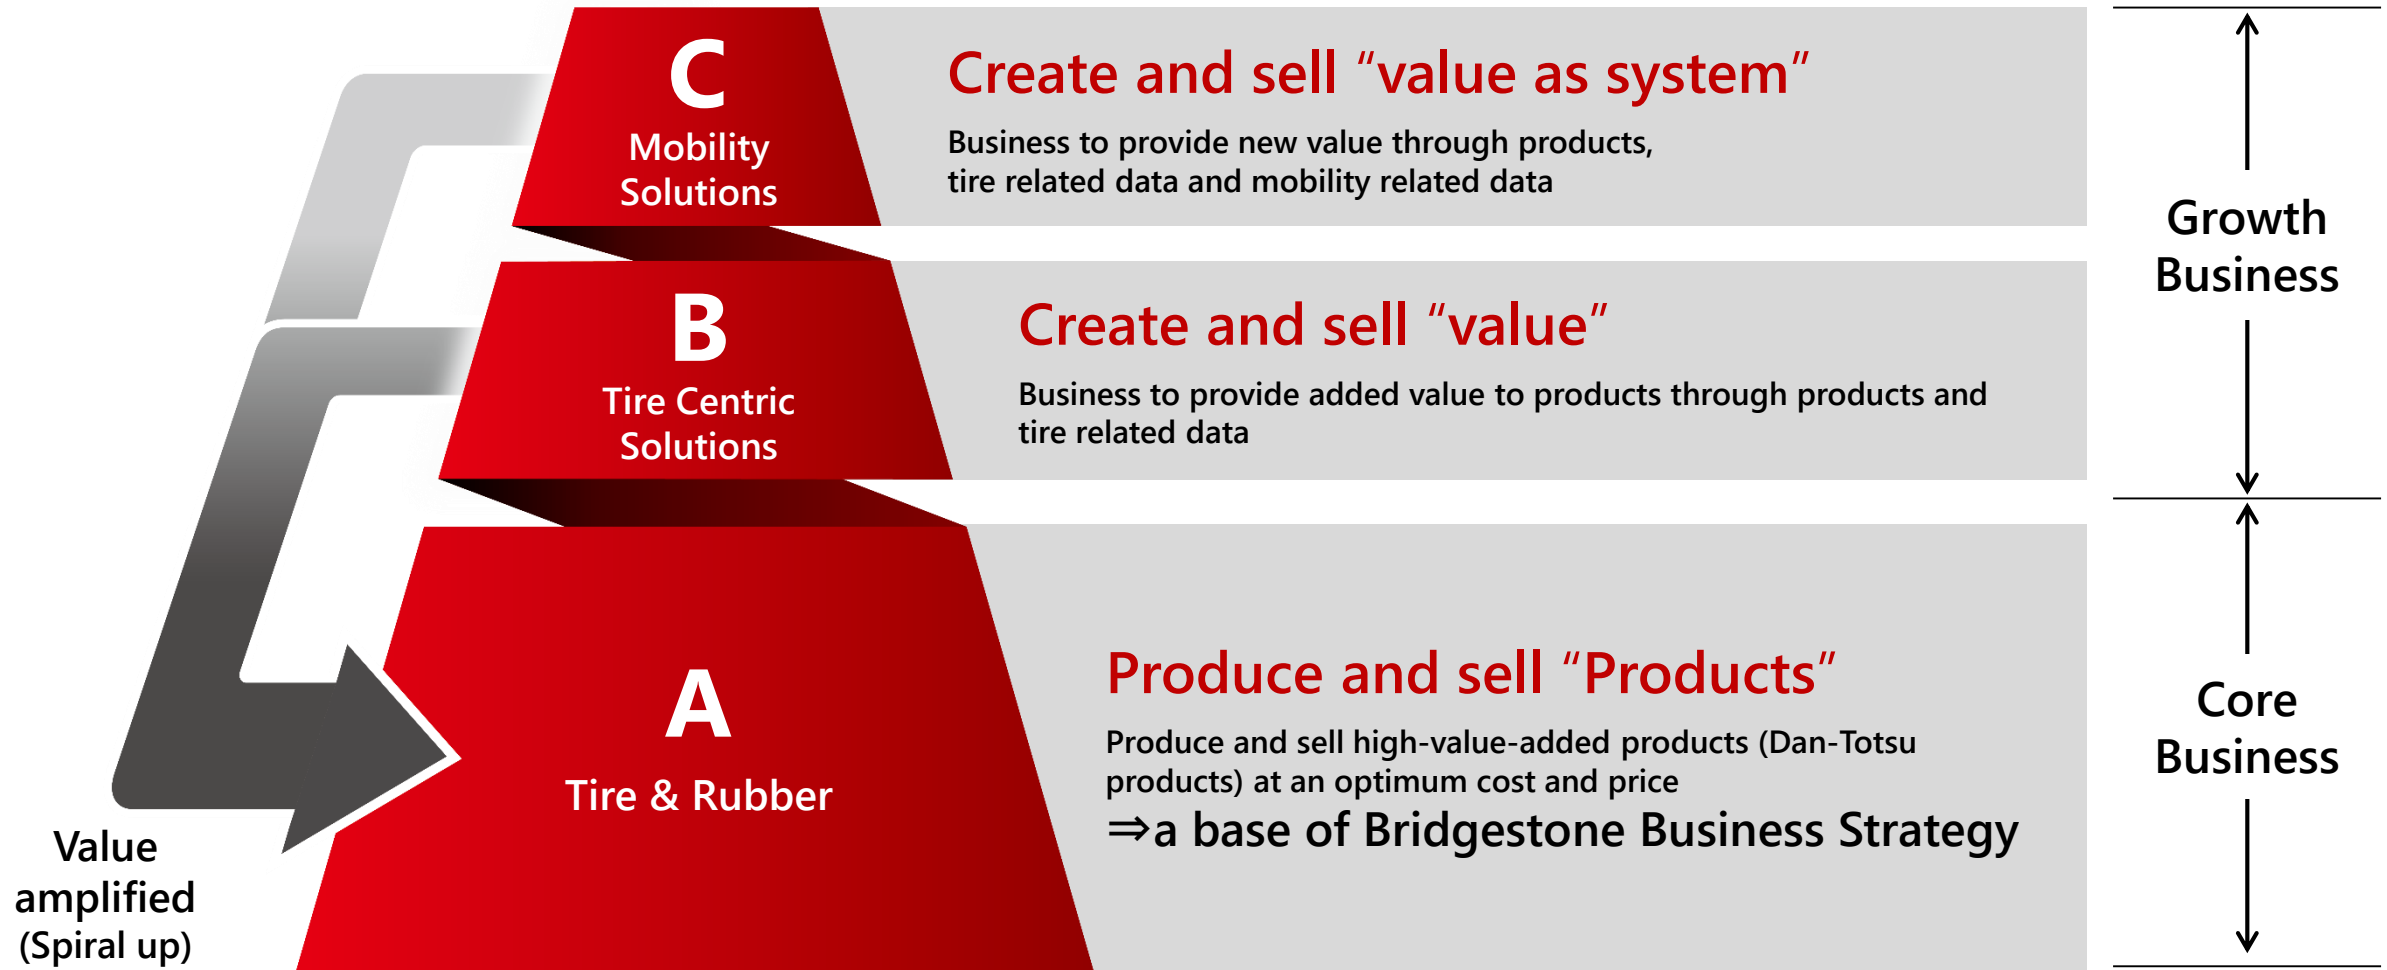 C
Mobility
Solutions
Create and sell “value as system”
Business to provide new value through products,
tire related data and mobility related data
B
Tire Centric
Solutions
Create and sell “value”
Business to provide added value to products through products and
tire related data
Growth
Business
A
Tire & Rubber
Produce and sell “Products”
Produce and sell high-value-added products (Dan-Totsu
products) at an optimum cost and price
⇒a base of Bridgestone Business Strategy
Core
Business
Value
amplified
(Spiral up)